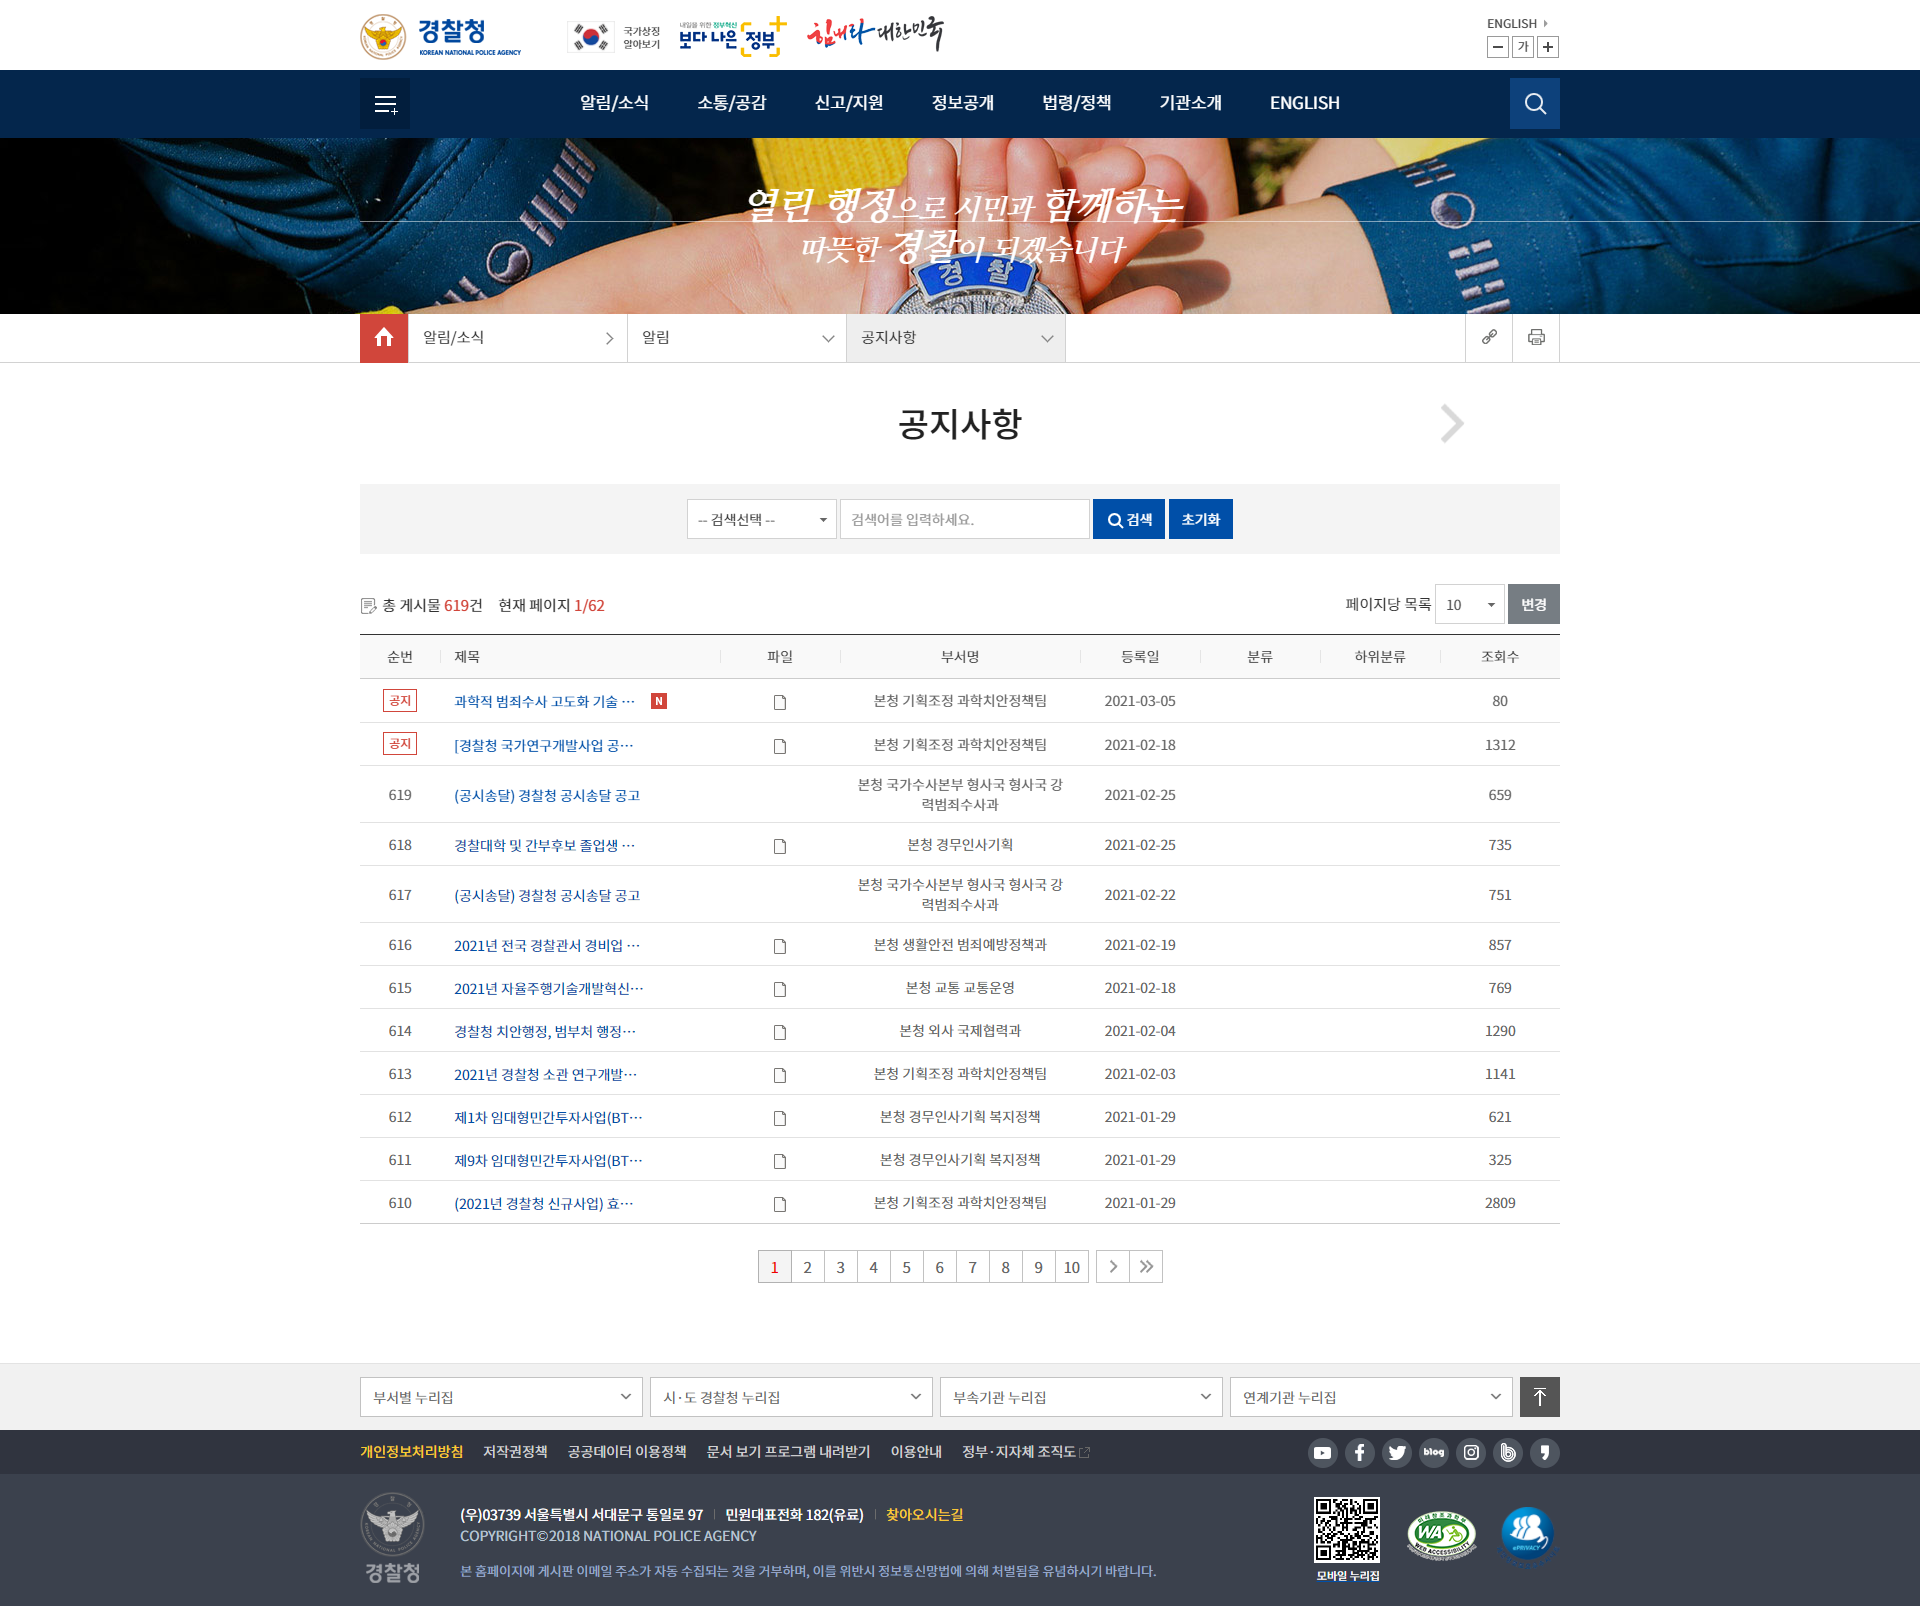 경찰청
KOREAN NATIONAL POLICE AGENCY
국가상징
알아보기
내일을 위한 정부혁신
보다 나은 정부
힘내라 대한민국
ENGLISH
가
알림/소식
소통/공감
신고/지원
정보공개
법령/정책
기관소개
ENGLISH
열린 행정으로 시민과 함께하는
따뜻한 경찰이 되겠습니다
경찰
알림/소식
알림
공지사항
공지사항
-- 검색선택 --
검색어를 입력하세요.
검색
초기화
총 게시물 619건 현재 페이지 1/62
페이지당 목록 10 변경
순번 제목 파일 부서명 등록일 분류 하위분류 조회수
공지 과학적 범죄수사 고도화 기술 … N 본청 기획조정 과학치안정책팀 2021-03-05 80
공지 [경찰청 국가연구개발사업 공… 본청 기획조정 과학치안정책팀 2021-02-18 1312
619 (공시송달) 경찰청 공시송달 공고 본청 국가수사본부 형사국 형사국 강
력범죄수사과 2021-02-25 659
618 경찰대학 및 간부후보 졸업생 … 본청 경무인사기획 2021-02-25 735
617 (공시송달) 경찰청 공시송달 공고 본청 국가수사본부 형사국 형사국 강
력범죄수사과 2021-02-22 751
616 2021년 전국 경찰관서 경비업 … 본청 생활안전 범죄예방정책과 2021-02-19 857
615 2021년 자율주행기술개발혁신… 본청 교통 교통운영 2021-02-18 769
614 경찰청 치안행정, 범부처 행정… 본청 외사 국제협력과 2021-02-04 1290
613 2021년 경찰청 소관 연구개발… 본청 기획조정 과학치안정책팀 2021-02-03 1141
612 제1차 임대형민간투자사업(BT… 본청 경무인사기획 복지정책 2021-01-29 621
611 제9차 임대형민간투자사업(BT… 본청 경무인사기획 복지정책 2021-01-29 325
610 (2021년 경찰청 신규사업) 효… 본청 기획조정 과학치안정책팀 2021-01-29 2809
1 2 3 4 5 6 7 8 9 10
부서별 누리집
시·도 경찰청 누리집
부속기관 누리집
연계기관 누리집
개인정보처리방침 저작권정책 공공데이터 이용정책 문서 보기 프로그램 내려받기 이용안내 정부·지자체 조직도
blog
경찰청
(우)03739 서울특별시 서대문구 통일로 97 민원대표전화 182(유료) 찾아오시는길
COPYRIGHT©2018 NATIONAL POLICE AGENCY
본 홈페이지에 게시판 이메일 주소가 자동 수집되는 것을 거부하며, 이를 위반시 정보통신망법에 의해 처벌됨을 유념하시기 바랍니다.
모바일 누리집
WA
WEB ACCESSIBILITY
ePRIVACY